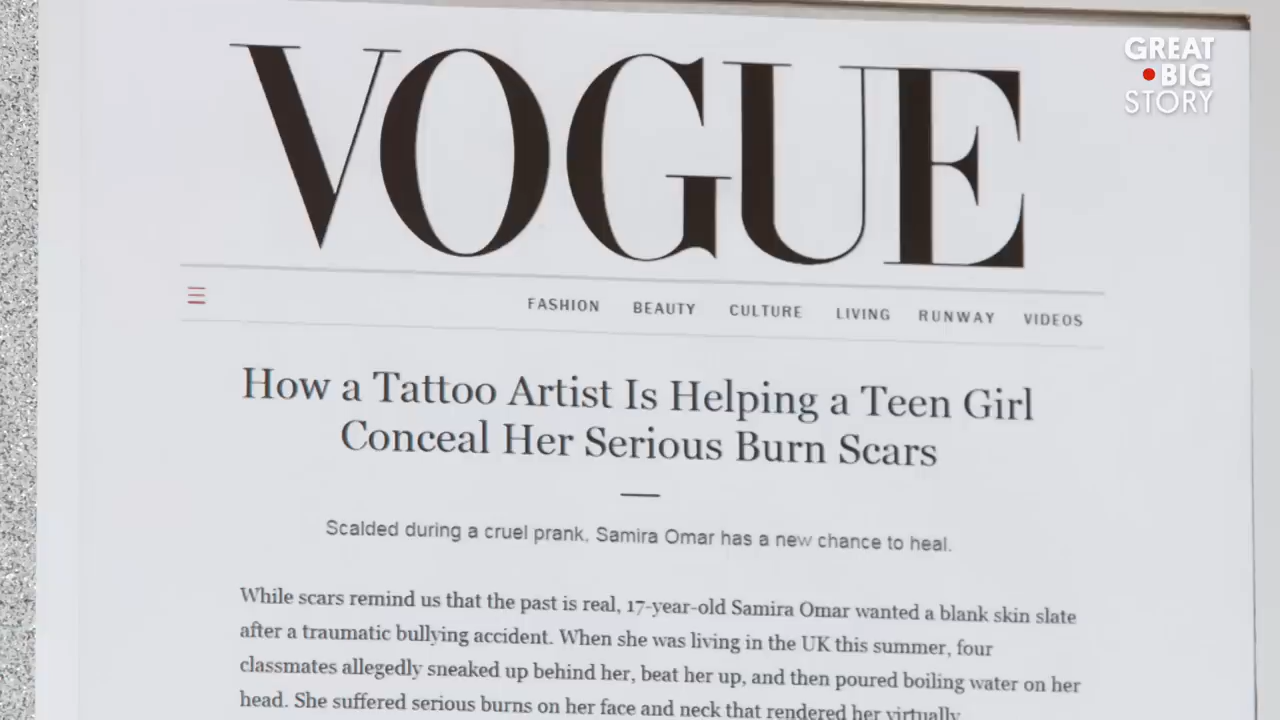 VOGUE
GREAT
BIG
STORY
FASHION BEAUTY CULTURE LIVING RUNWAY VIDEOS
How a Tattoo Artist Is Helping a Teen Girl
Conceal Her Serious Burn Scars
Scalded during a cruel prank, Samira Omar has a new chance to heal.
While scars remind us that the past is real, 17-year-old Samira Omar wanted a blank skin slate
after a traumatic bullying accident. When she was living in the UK this summer, four
classmates allegedly sneaked up behind her, beat her up, and then poured boiling water on her
head. She suffered serious burns on her face and neck that rendered her virtually